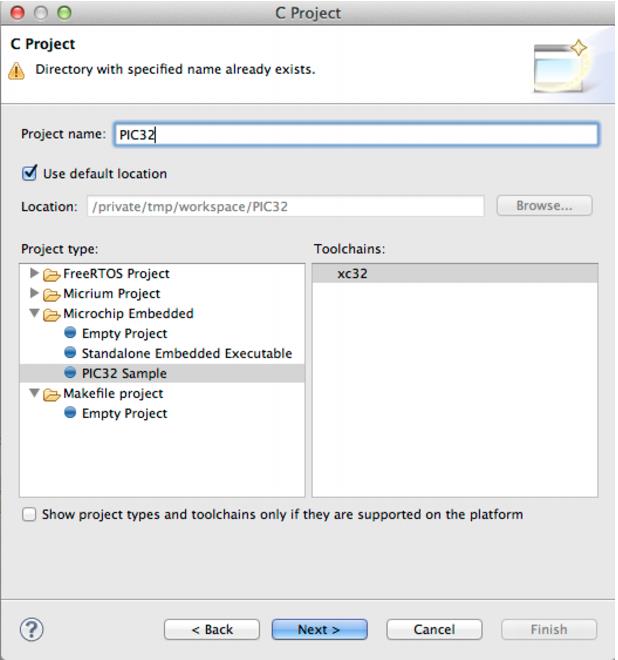 C Project
C Project
Directory with specified name already exists.
Project name: PIC32
Use default location
Location: /private/tmp/workspace/PIC32 Browse...
Project type: Toolchains:
FreeRTOS Project xc32
Micrium Project
Microchip Embedded
Empty Project
Standalone Embedded Executable
PIC32 Sample
Makefile project
Empty Project
Show project types and toolchains only if they are supported on the platform
? < Back Next > Cancel Finish